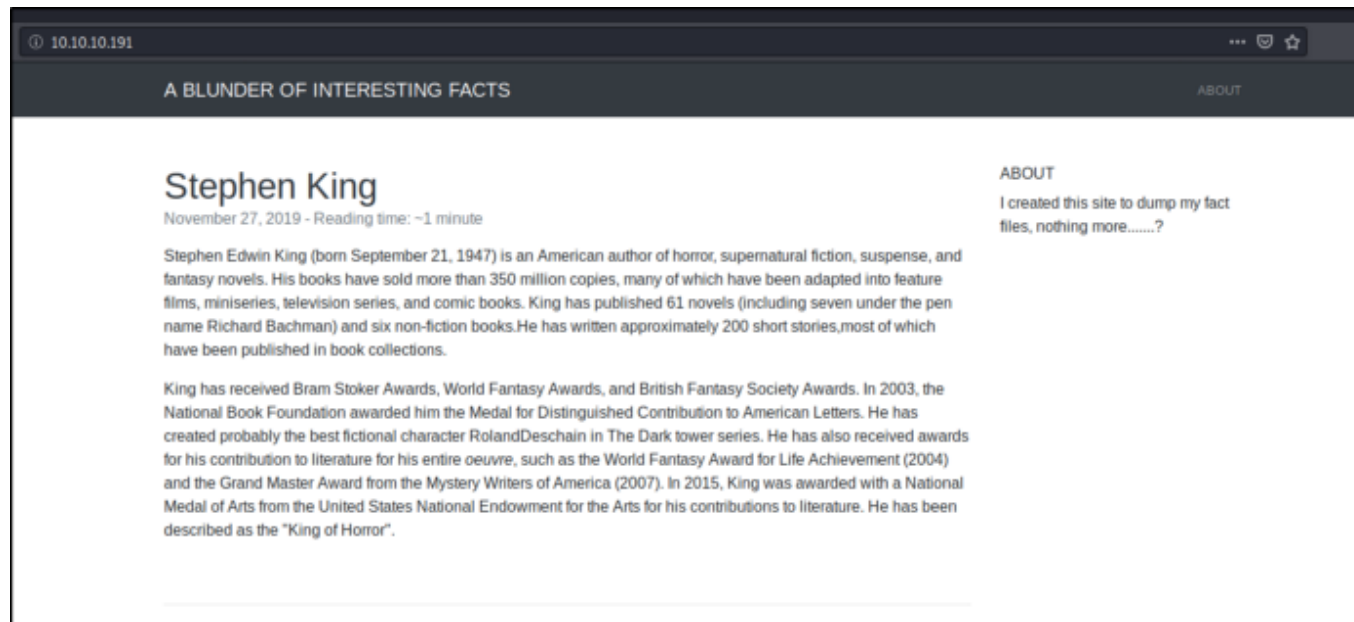 10.10.10.191
A BLUNDER OF INTERESTING FACTS
ABOUT
Stephen King
November 27, 2019 - Reading time: ~1 minute
Stephen Edwin King (born September 21, 1947) is an American author of horror, supernatural fiction, suspense, and
fantasy novels. His books have sold more than 350 million copies, many of which have been adapted into feature
films, miniseries, television series, and comic books. King has published 61 novels (including seven under the pen
name Richard Bachman) and six non-fiction books.He has written approximately 200 short stories,most of which
have been published in book collections.
King has received Bram Stoker Awards, World Fantasy Awards, and British Fantasy Society Awards. In 2003, the
National Book Foundation awarded him the Medal for Distinguished Contribution to American Letters. He has
created probably the best fictional character RolandDeschain in The Dark tower series. He has also received awards
for his contribution to literature for his entire oeuvre, such as the World Fantasy Award for Life Achievement (2004)
and the Grand Master Award from the Mystery Writers of America (2007). In 2015, King was awarded with a National
Medal of Arts from the United States National Endowment for the Arts for his contributions to literature. He has been
described as the "King of Horror".
ABOUT
I created this site to dump my fact
files, nothing more.......?